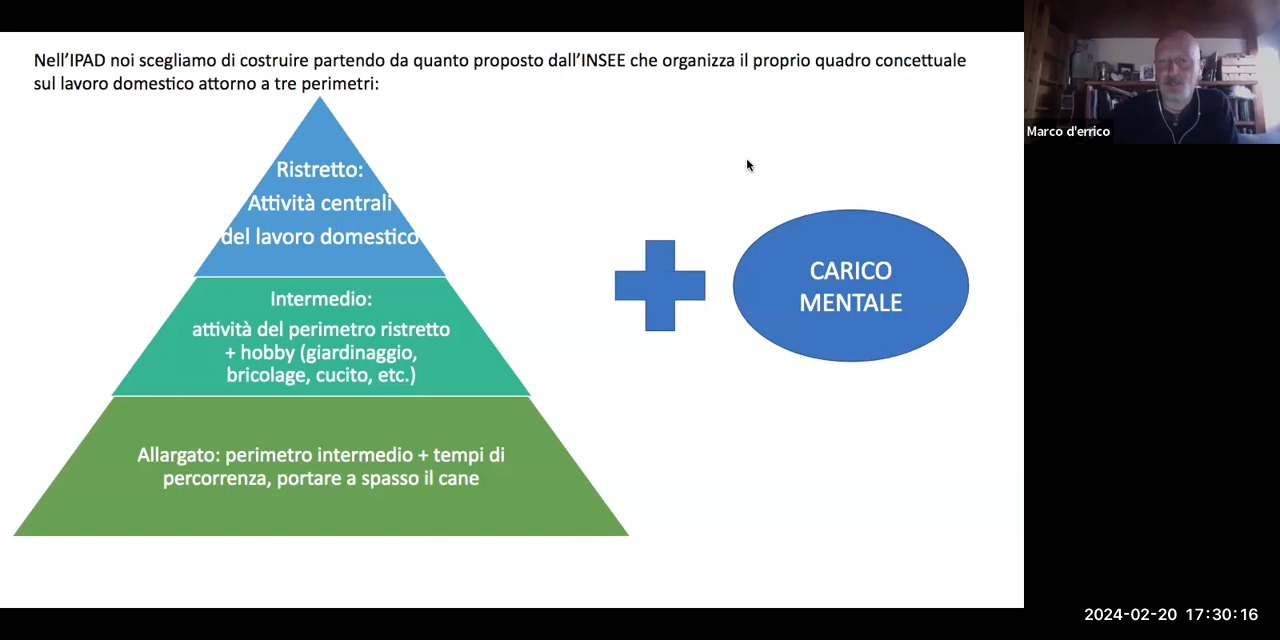 Nell’IPAD noi scegliamo di costruire partendo da quanto proposto dall’INSEE che organizza il proprio quadro concettuale
sul lavoro domestico attorno a tre perimetri:
Ristretto:
Attività centrali
del lavoro domestico
Intermedio:
attività del perimetro ristretto
+ hobby (giardinaggio,
bricolage, cucito, etc.)
Allargato: perimetro intermedio + tempi di
percorrenza, portare a spasso il cane
CARICO
MENTALE
Marco d'errico
2024-02-20 17:30:16